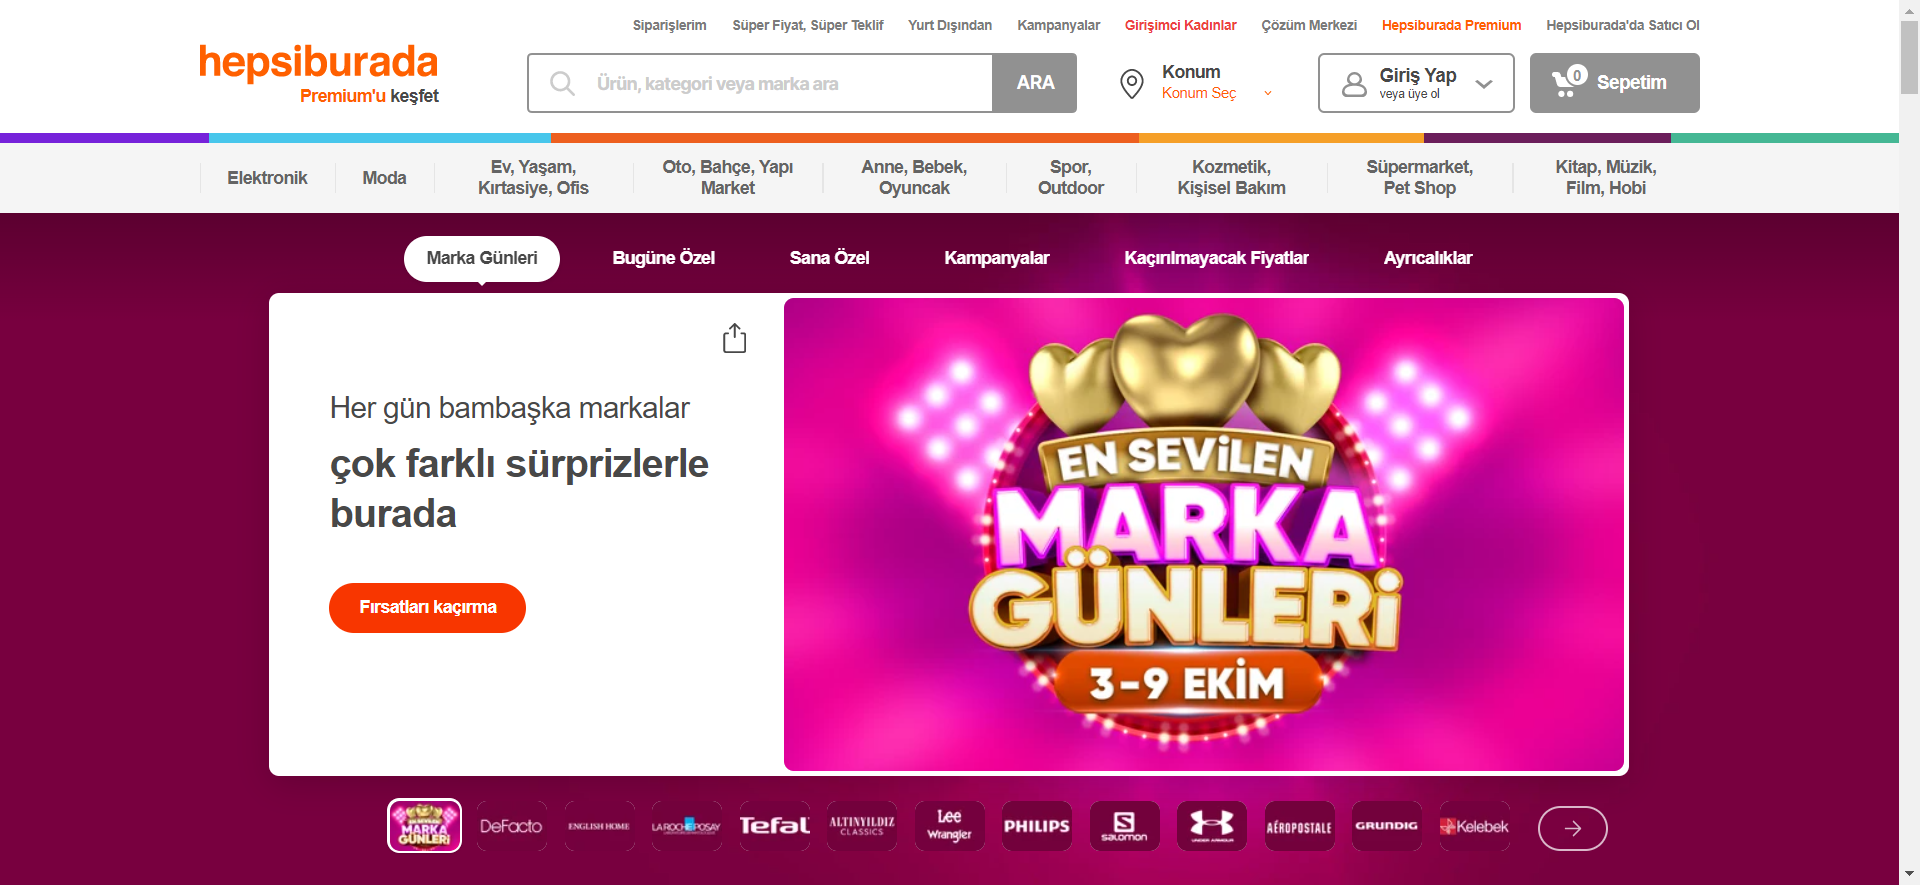 Siparişlerim Süper Fiyat, Süper Teklif Yurt Dışından Kampanyalar Girişimci Kadınlar Çözüm Merkezi Hepsiburada Premium Hepsiburada'da Satıcı Ol
hepsiburada
Premium'u keşfet
Ürün, kategori veya marka ara
ARA
Konum
Konum Seç
Giriş Yap
veya üye ol
0
Sepetim
Elektronik
Moda
Ev, Yaşam,
Kırtasiye, Ofis
Oto, Bahçe, Yapı
Market
Anne, Bebek,
Oyuncak
Spor,
Outdoor
Kozmetik,
Kişisel Bakım
Süpermarket,
Pet Shop
Kitap, Müzik,
Film, Hobi
Marka Günleri Bugüne Özel Sana Özel Kampanyalar Kaçırılmayacak Fiyatlar Ayrıcalıklar
Her gün bambaşka markalar
çok farklı sürprizlerle
burada
Fırsatları kaçırma
EN SEVİLEN
MARKA
GÜNLERİ
3-9 EKİM
EN SEVİLEN
MARKA
GÜNLERİ
DeFacto
ENGLISH HOME
LA ROCHE POSAY
Tefal
ALTINYILDIZ
CLASSICS
Lee
Wrangler
PHILIPS
S
salomon
UNDER ARMOUR
AÉROPOSTALE
GRUNDIG
Kelebek